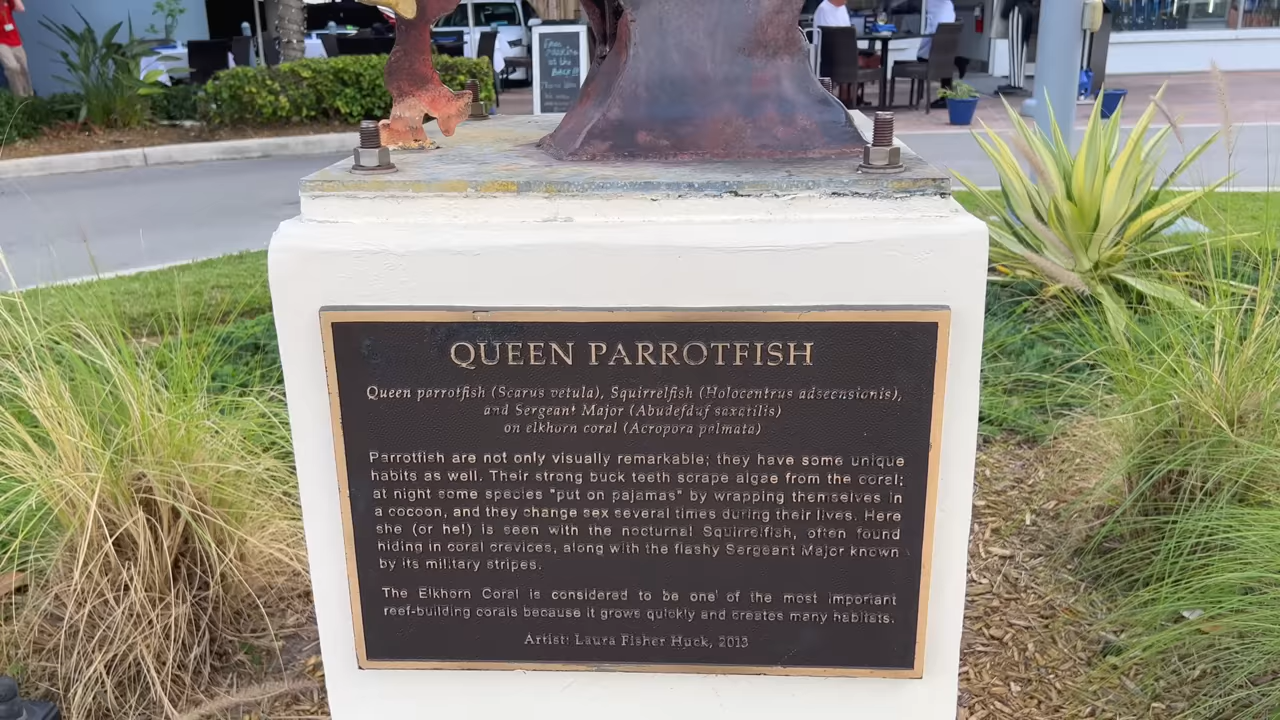 QUEEN PARROTFISH
Queen parrotfish (Scarus vetula), Squirrelfish (Holocentrus adsecnsionis),
and Sergeant Major (Abudefduf saxatilis)
on elkhorn coral (Acropora palmata)
Parrotfish are not only visually remarkable; they have some unique
habits as well. Their strong buck teeth scrape algae from the coral;
at night some species "put on pajamas" by wrapping themselves in
a cocoon, and they change sex several times during their lives. Here
she (or he!) is seen with the nocturnal Squirrelfish, often found
hiding in coral crevices, along with the flashy Sergeant Major known
by its military stripes.
The Elkhorn Coral is considered to be one of the most important
reef-building corals because it grows quickly and creates many habitats.
Artist: Laura Fisher Huck, 2013